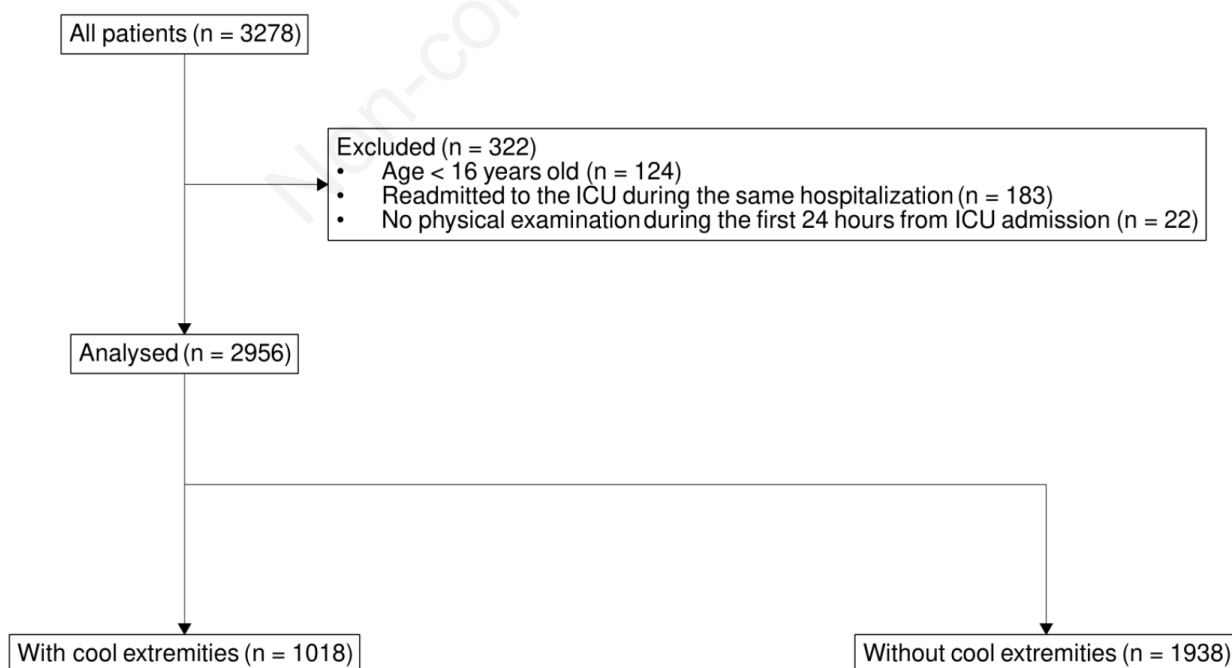 All patients (n = 3278)
Excluded (n = 322)
• Age < 16 years old (n = 124)
• Readmitted to the ICU during the same hospitalization (n = 183)
• No physical examination during the first 24 hours from ICU admission (n = 22)
Analysed (n = 2956)
With cool extremities (n = 1018)
Without cool extremities (n = 1938)
Non-co